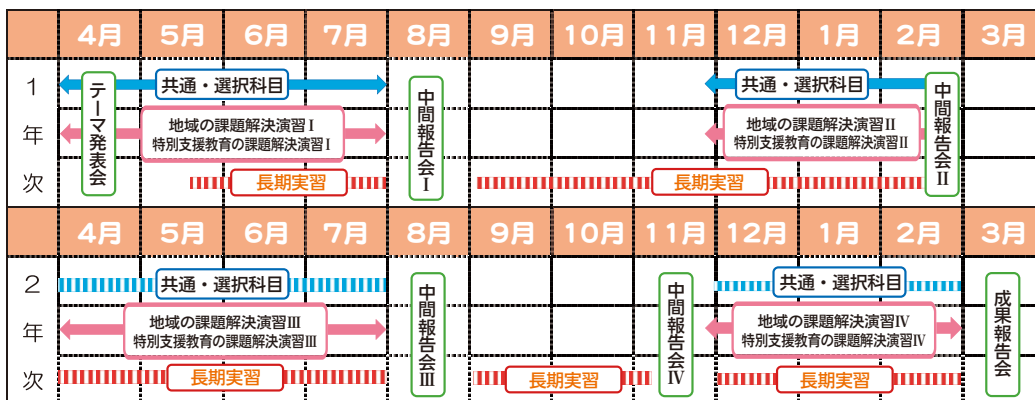 4月 5月 6月 7月 8月 9月 10月 11月 12月 1月 2月 3月
1年次
テーマ発表会
共通・選択科目
地域の課題解決演習Ⅰ
特別支援教育の課題解決演習Ⅰ
長期実習
中間報告会Ⅰ
長期実習
共通・選択科目
地域の課題解決演習Ⅱ
特別支援教育の課題解決演習Ⅱ
中間報告会Ⅱ
4月 5月 6月 7月 8月 9月 10月 11月 12月 1月 2月 3月
2年次
共通・選択科目
地域の課題解決演習Ⅲ
特別支援教育の課題解決演習Ⅲ
長期実習
中間報告会Ⅲ
長期実習
中間報告会Ⅳ
共通・選択科目
地域の課題解決演習Ⅳ
特別支援教育の課題解決演習Ⅳ
長期実習
成果報告会